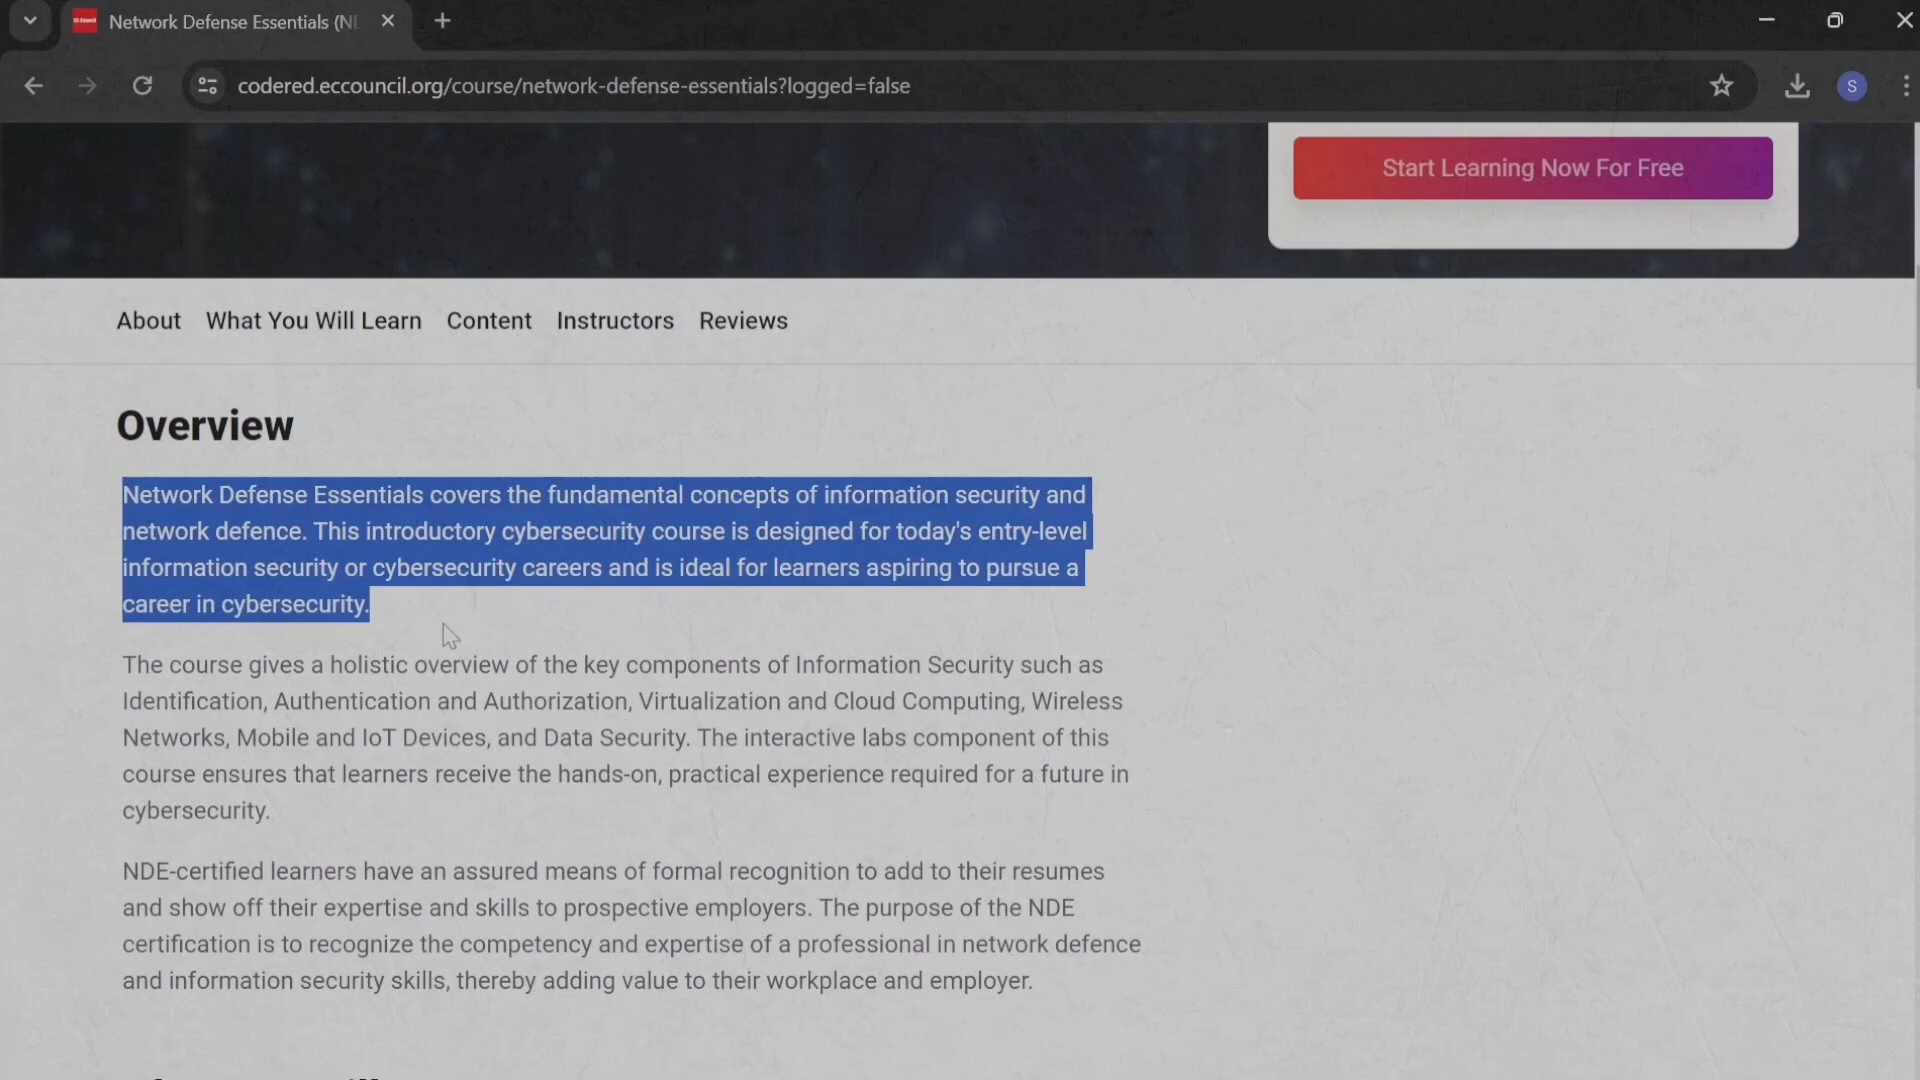 Network Defense Essentials (NI
codered.eccouncil.org/course/network-defense-essentials?logged=false
S
Start Learning Now For Free
About What You Will Learn Content Instructors Reviews
Overview
Network Defense Essentials covers the fundamental concepts of information security and
network defence. This introductory cybersecurity course is designed for today's entry-level
information security or cybersecurity careers and is ideal for learners aspiring to pursue a
career in cybersecurity.
The course gives a holistic overview of the key components of Information Security such as
Identification, Authentication and Authorization, Virtualization and Cloud Computing, Wireless
Networks, Mobile and IoT Devices, and Data Security. The interactive labs component of this
course ensures that learners receive the hands-on, practical experience required for a future in
cybersecurity.
NDE-certified learners have an assured means of formal recognition to add to their resumes
and show off their expertise and skills to prospective employers. The purpose of the NDE
certification is to recognize the competency and expertise of a professional in network defence
and information security skills, thereby adding value to their workplace and employer.